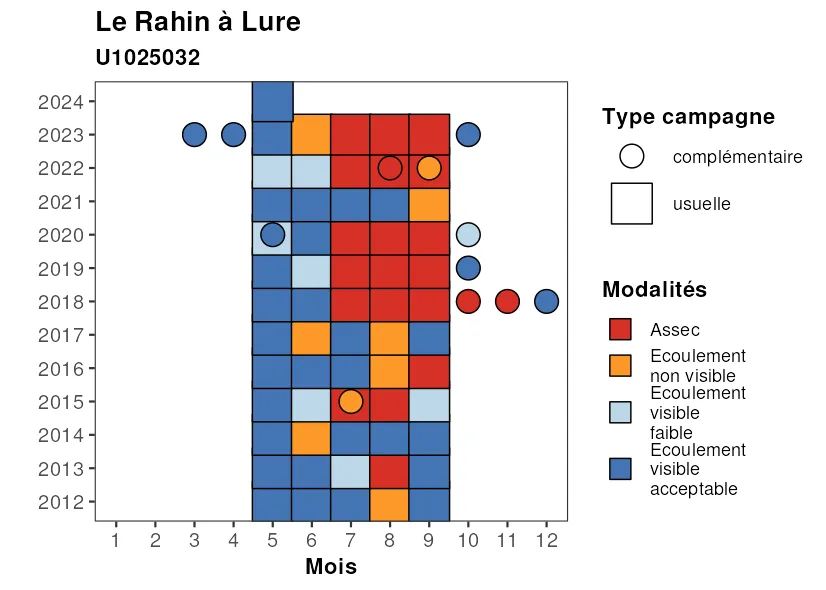 Le Rahin à Lure
U1025032
2024
2023
2022
2021
2020
2019
2018
2017
2016
2015
2014
2013
2012
1 2 3 4 5 6 7 8 9 10 11 12
Mois
Type campagne
complémentaire
usuelle
Modalités
Assec
Ecoulement
non visible
Ecoulement
visible
faible
Ecoulement
visible
acceptable